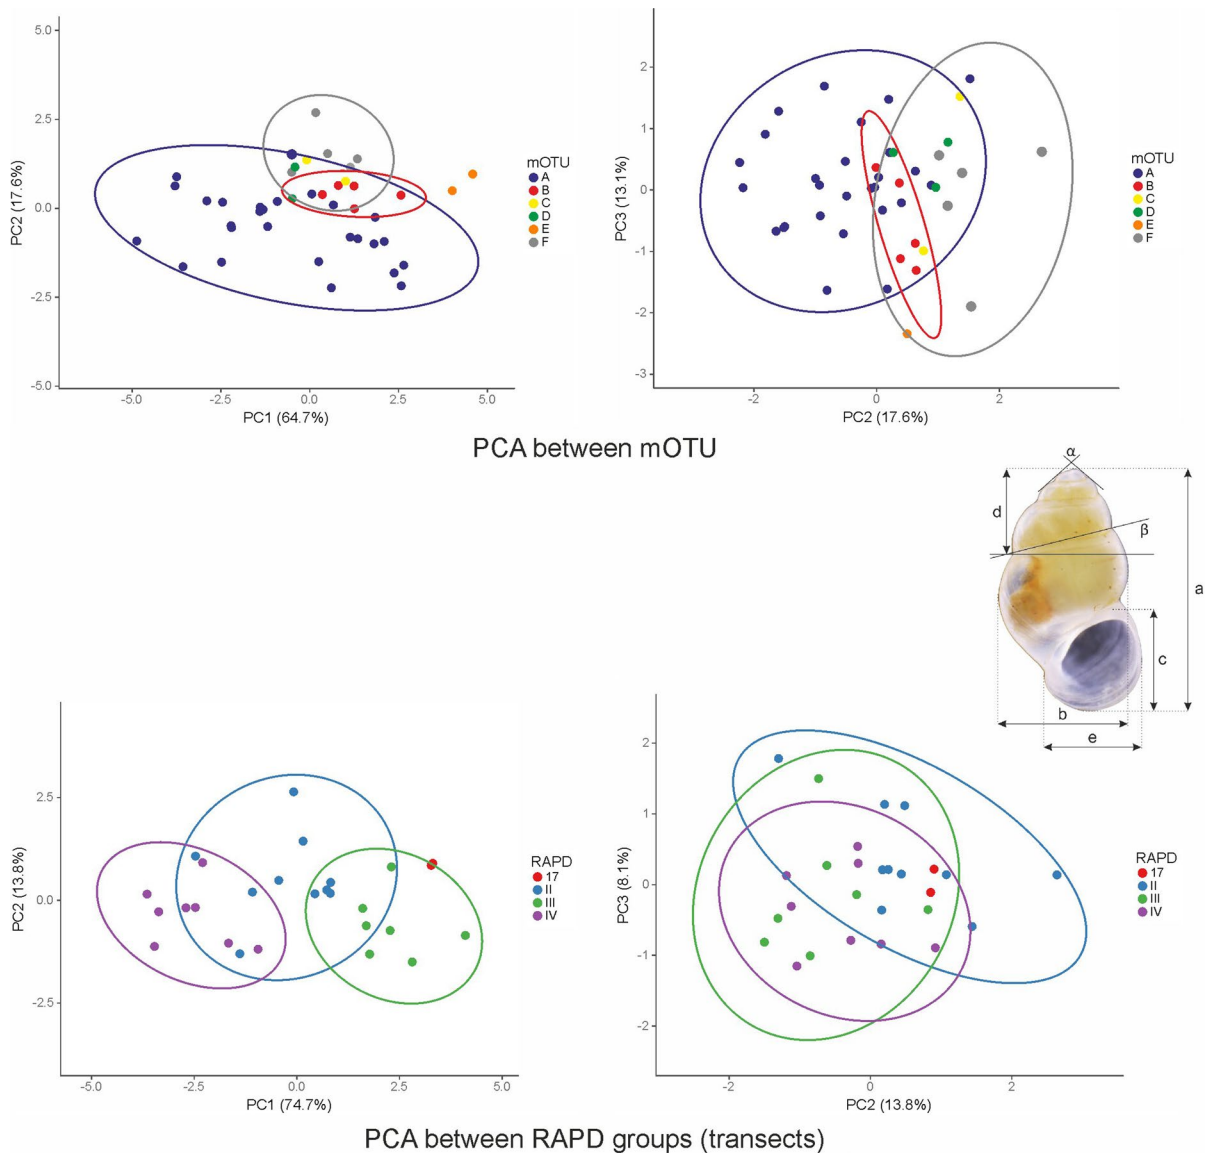 5.0
2.5
0.0
-2.5
-5.0
PC2 (17.6%)
-5.0 -2.5 0.0 2.5 5.0
PC1 (64.7%)
mOTU
A
B
C
D
E
F
2
1
0
-1
-2
-3
PC3 (13.1%)
-2 0 2
PC2 (17.6%)
mOTU
A
B
C
D
E
F
PCA between mOTU
α
d
β
a
c
b
e
2.5
0.0
-2.5
PC2 (13.8%)
-5.0 -2.5 0.0 2.5 5.0
PC1 (74.7%)
RAPD
17
II
III
IV
2
1
0
-1
-2
PC3 (8.1%)
-2 0 2
PC2 (13.8%)
RAPD
17
II
III
IV
PCA between RAPD groups (transects)